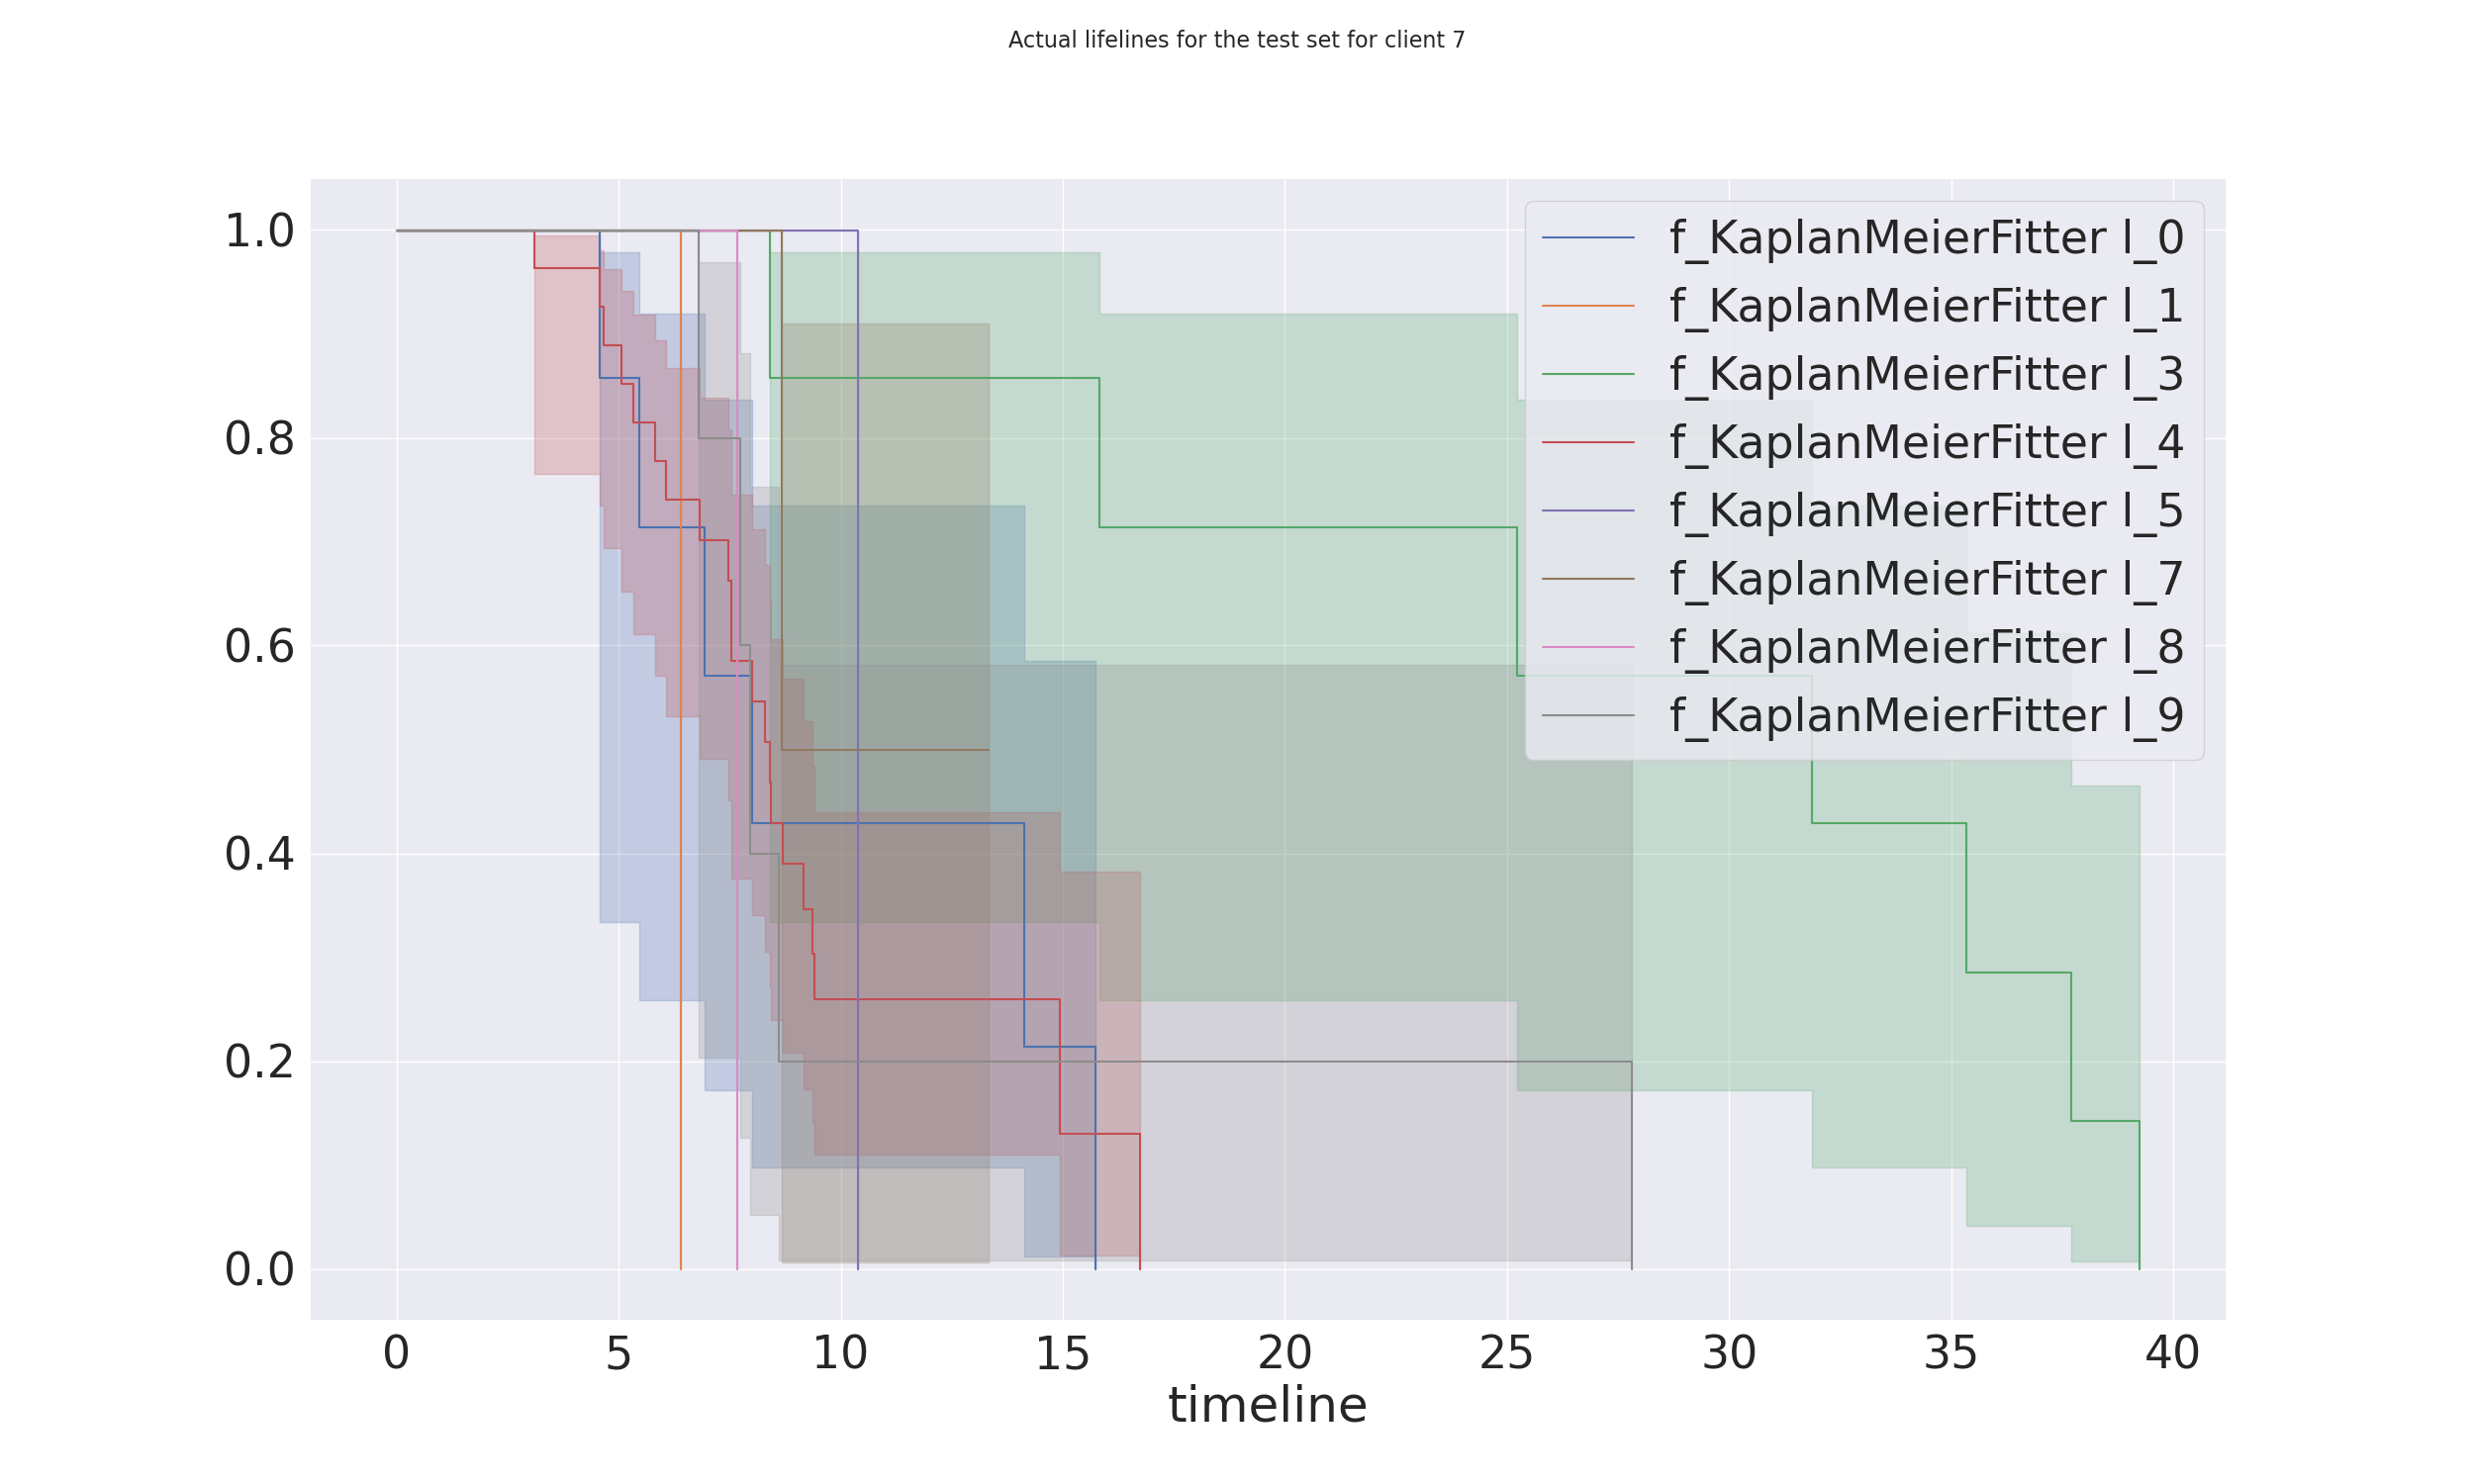 Actual lifelines for the test set for client 7
1.0
0.8
0.6
0.4
0.2
0.0
f_KaplanMeierFitter l_0
f_KaplanMeierFitter l_1
f_KaplanMeierFitter l_3
f_KaplanMeierFitter l_4
f_KaplanMeierFitter l_5
f_KaplanMeierFitter l_7
f_KaplanMeierFitter l_8
f_KaplanMeierFitter l_9
0 5 10 15 20 25 30 35 40
timeline